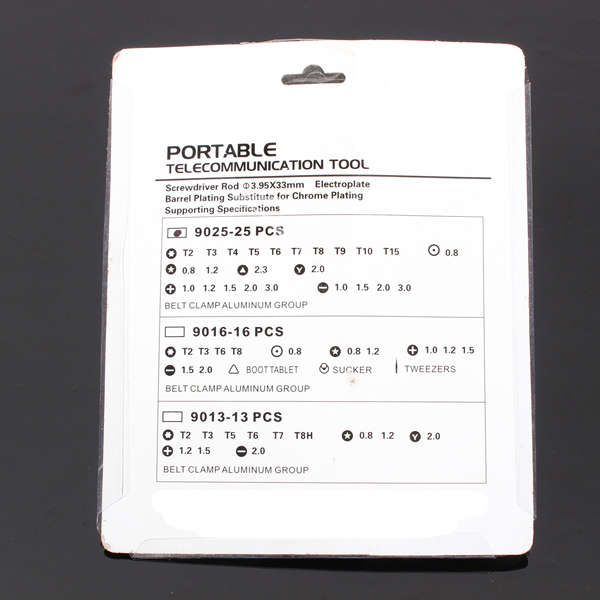 PORTABLE
TELECOMMUNICATION TOOL
Screwdriver Rod Φ3.95X33mm Electroplate
Barrel Plating Substitute for Chrome Plating
Supporting Specifications
9025-25 PCS
T2 T3 T4 T5 T6 T7 T8 T9 T10 T15 0.8
0.8 1.2 2.3 2.0
1.0 1.2 1.5 2.0 3.0 1.0 1.5 2.0 3.0
BELT CLAMP ALUMINUM GROUP
9016-16 PCS
T2 T3 T6 T8 0.8 0.8 1.2 1.0 1.2 1.5
1.5 2.0 BOOTTABLET SUCKER TWEEZERS
BELT CLAMP ALUMINUM GROUP
9013-13 PCS
T2 T3 T5 T6 T7 T8H 0.8 1.2 2.0
1.2 1.5 2.0
BELT CLAMP ALUMINUM GROUP